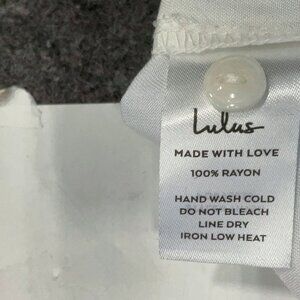 Lulus
MADE WITH LOVE
100% RAYON
HAND WASH COLD
DO NOT BLEACH
LINE DRY
IRON LOW HEAT